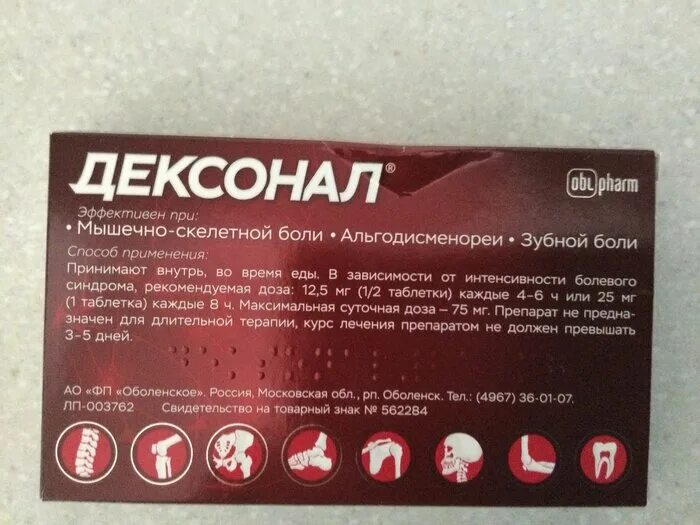 ДЕКСОНАЛ®
oblpharm
Эффективен при:
• Мышечно-скелетной боли • Альгодисменореи • Зубной боли
Способ применения:
Принимают внутрь, во время еды. В зависимости от интенсивности болевого
синдрома, рекомендуемая доза: 12,5 мг (1/2 таблетки) каждые 4-6 ч или 25 мг
(1 таблетка) каждые 8 ч. Максимальная суточная доза – 75 мг. Препарат не предна-
значен для длительной терапии, курс лечения препаратом не должен превышать
3–5 дней.
АО «ФП «Оболенское». Россия, Московская обл., рп. Оболенск. Тел.: (4967) 36-01-07.
ЛП-003762 Свидетельство на товарный знак № 562284